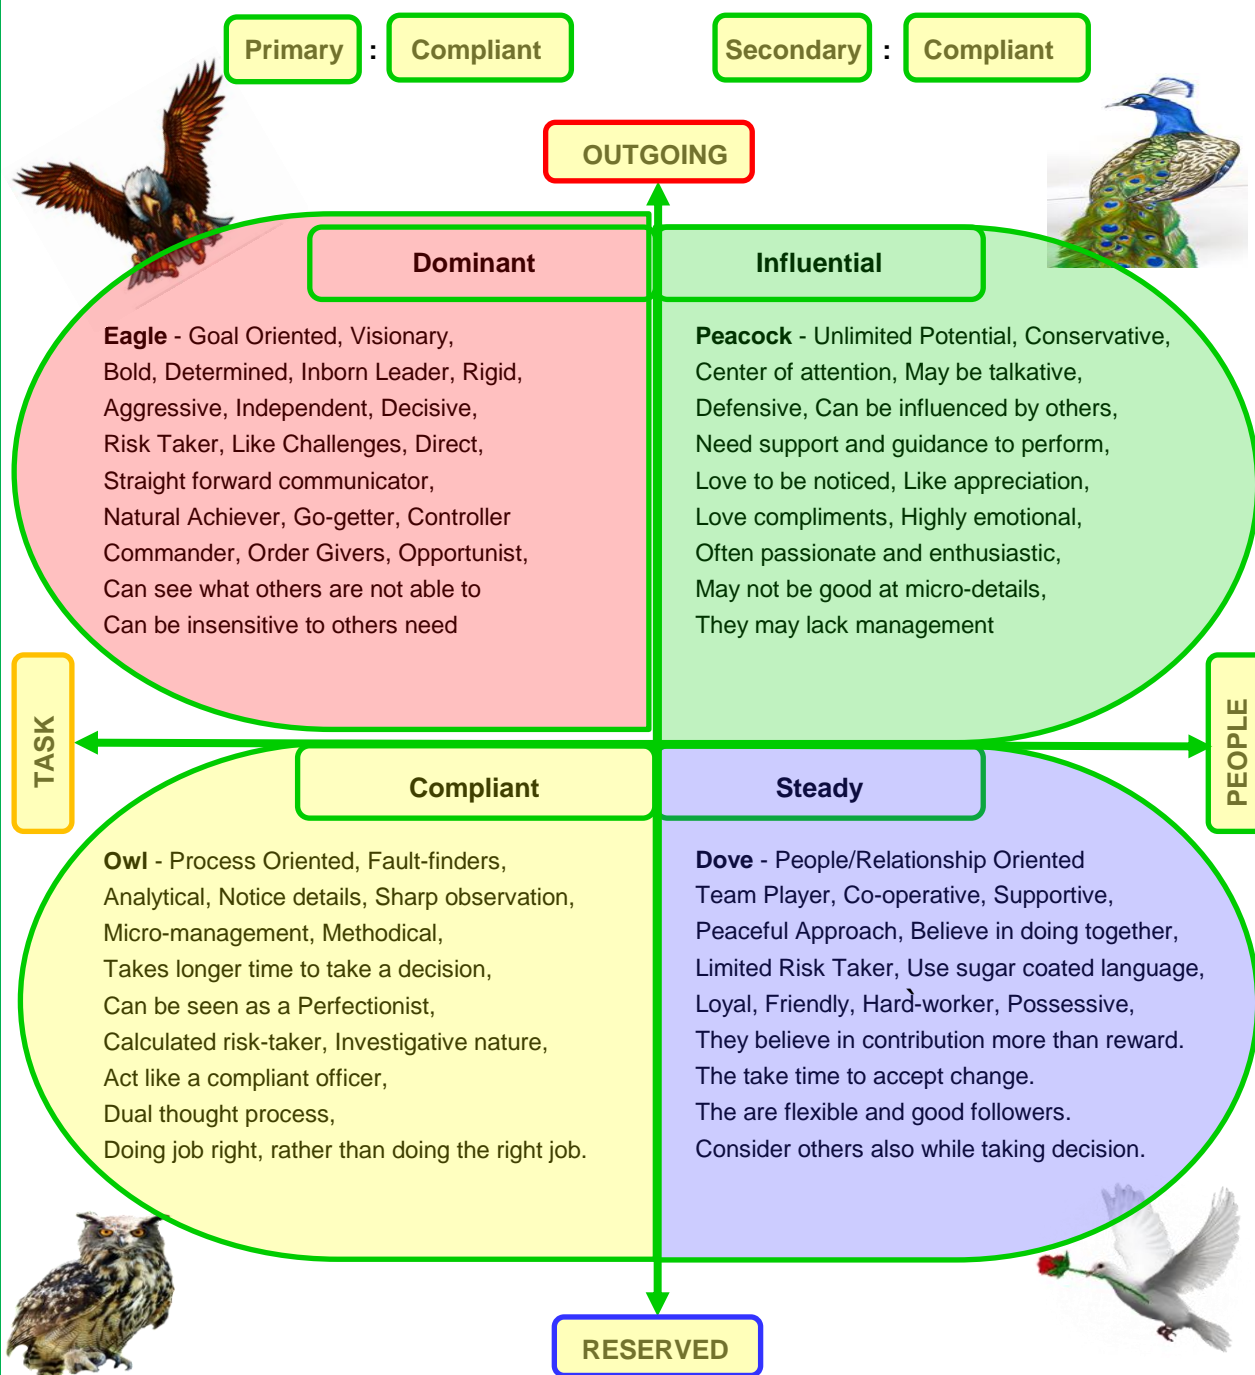 Primary : Compliant Secondary : Compliant
OUTGOING
Dominant
Influential
Eagle - Goal Oriented, Visionary,
Bold, Determined, Inborn Leader, Rigid,
Aggressive, Independent, Decisive,
Risk Taker, Like Challenges, Direct,
Straight forward communicator,
Natural Achiever, Go-getter, Controller
Commander, Order Givers, Opportunist,
Can see what others are not able to
Can be insensitive to others need
Peacock - Unlimited Potential, Conservative,
Center of attention, May be talkative,
Defensive, Can be influenced by others,
Need support and guidance to perform,
Love to be noticed, Like appreciation,
Love compliments, Highly emotional,
Often passionate and enthusiastic,
May not be good at micro-details,
They may lack management
TASK
PEOPLE
Compliant
Steady
Owl - Process Oriented, Fault-finders,
Analytical, Notice details, Sharp observation,
Micro-management, Methodical,
Takes longer time to take a decision,
Can be seen as a Perfectionist,
Calculated risk-taker, Investigative nature,
Act like a compliant officer,
Dual thought process,
Doing job right, rather than doing the right job.
Dove - People/Relationship Oriented
Team Player, Co-operative, Supportive,
Peaceful Approach, Believe in doing together,
Limited Risk Taker, Use sugar coated language,
`
Loyal, Friendly, Hard-worker, Possessive,
They believe in contribution more than reward.
The take time to accept change.
The are flexible and good followers.
Consider others also while taking decision.
RESERVED